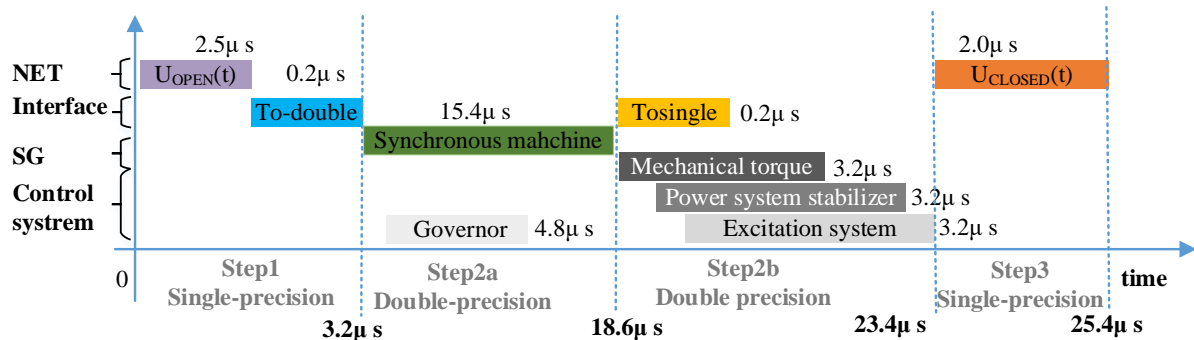 2.5μ s
2.0μ s
NET
U_OPEN(t)
0.2μ s
U_CLOSED(t)
Interface
To-double
15.4μ s
Tosingle
0.2μ s
Synchronous mahchine
SG
Mechanical torque
3.2μ s
Control
systrem
Power system stabilizer
3.2μ s
Governor
4.8μ s
Excitation system
3.2μ s
0
Step1
Single-precision
Step2a
Double-precision
Step2b
Double precision
Step3
Single-precision
time
3.2μ s
18.6μ s
23.4μ s
25.4μ s